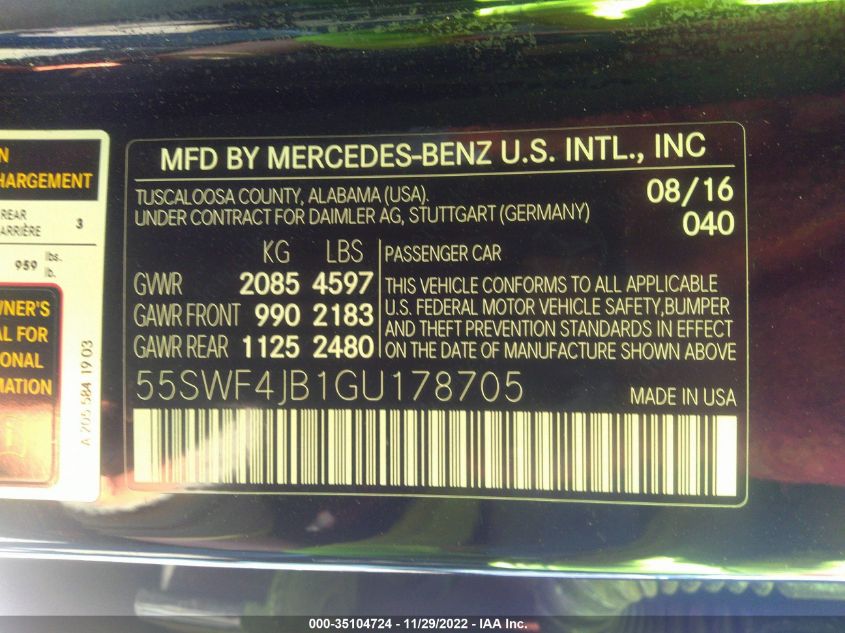 N
HARGEMENT
REAR
ARRIÈRE 3
959 lbs.
lb.
WNER'S
AL FOR
IONAL
MATION
A 205 584 19 03
MFD BY MERCEDES-BENZ U.S. INTL., INC
TUSCALOOSA COUNTY, ALABAMA (USA). 08/16
UNDER CONTRACT FOR DAIMLER AG, STUTTGART (GERMANY) 040
KG LBS
GVWR 2085 4597
GAWR FRONT 990 2183
GAWR REAR 1125 2480
PASSENGER CAR
THIS VEHICLE CONFORMS TO ALL APPLICABLE
U.S. FEDERAL MOTOR VEHICLE SAFETY,BUMPER
AND THEFT PREVENTION STANDARDS IN EFFECT
ON THE DATE OF MANUFACTURE SHOWN ABOVE
55SWF4JB1GU178705 MADE IN USA
000-35104724 - 11/29/2022 - IAA Inc.